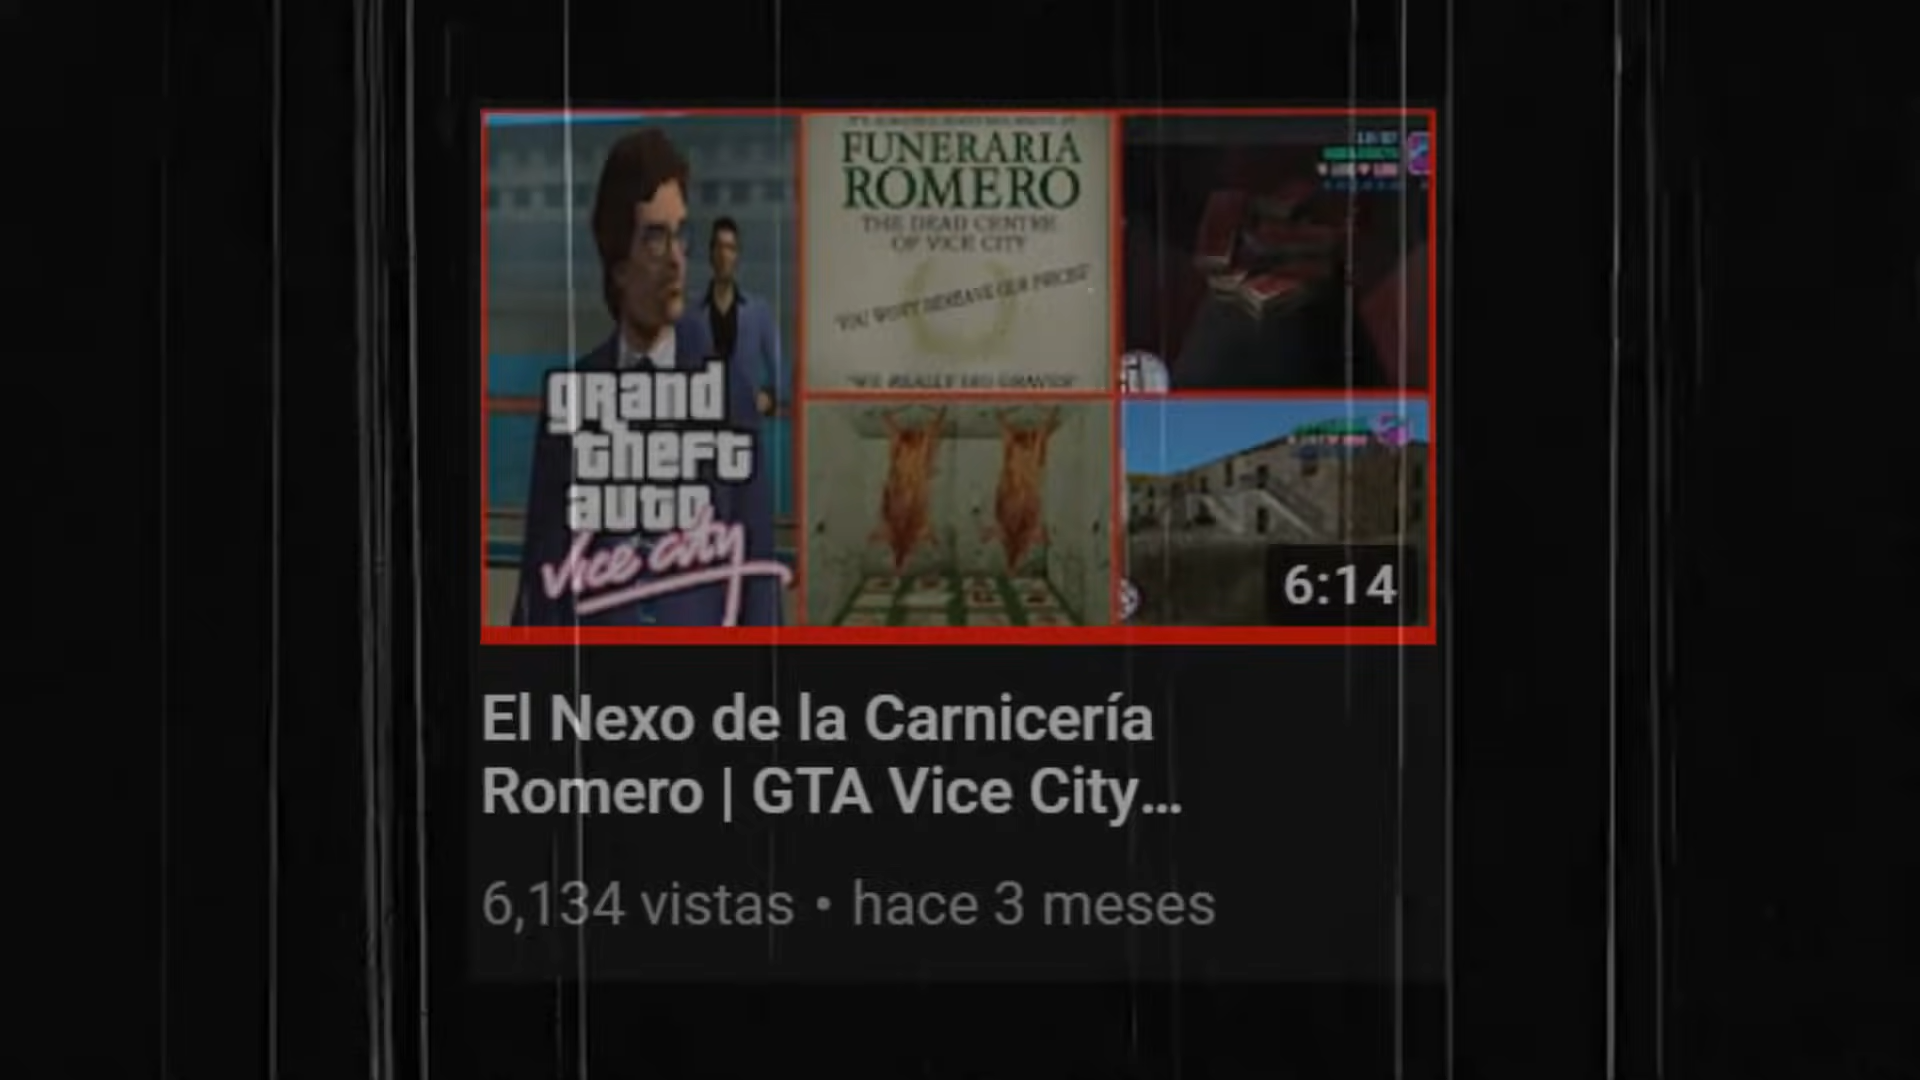 FUNERARIA
ROMERO
THE DEAD CENTRE
OF VICE CITY
grand
theft
auto
vice city
6:14
El Nexo de la Carnicería
Romero | GTA Vice City...
6,134 vistas • hace 3 meses